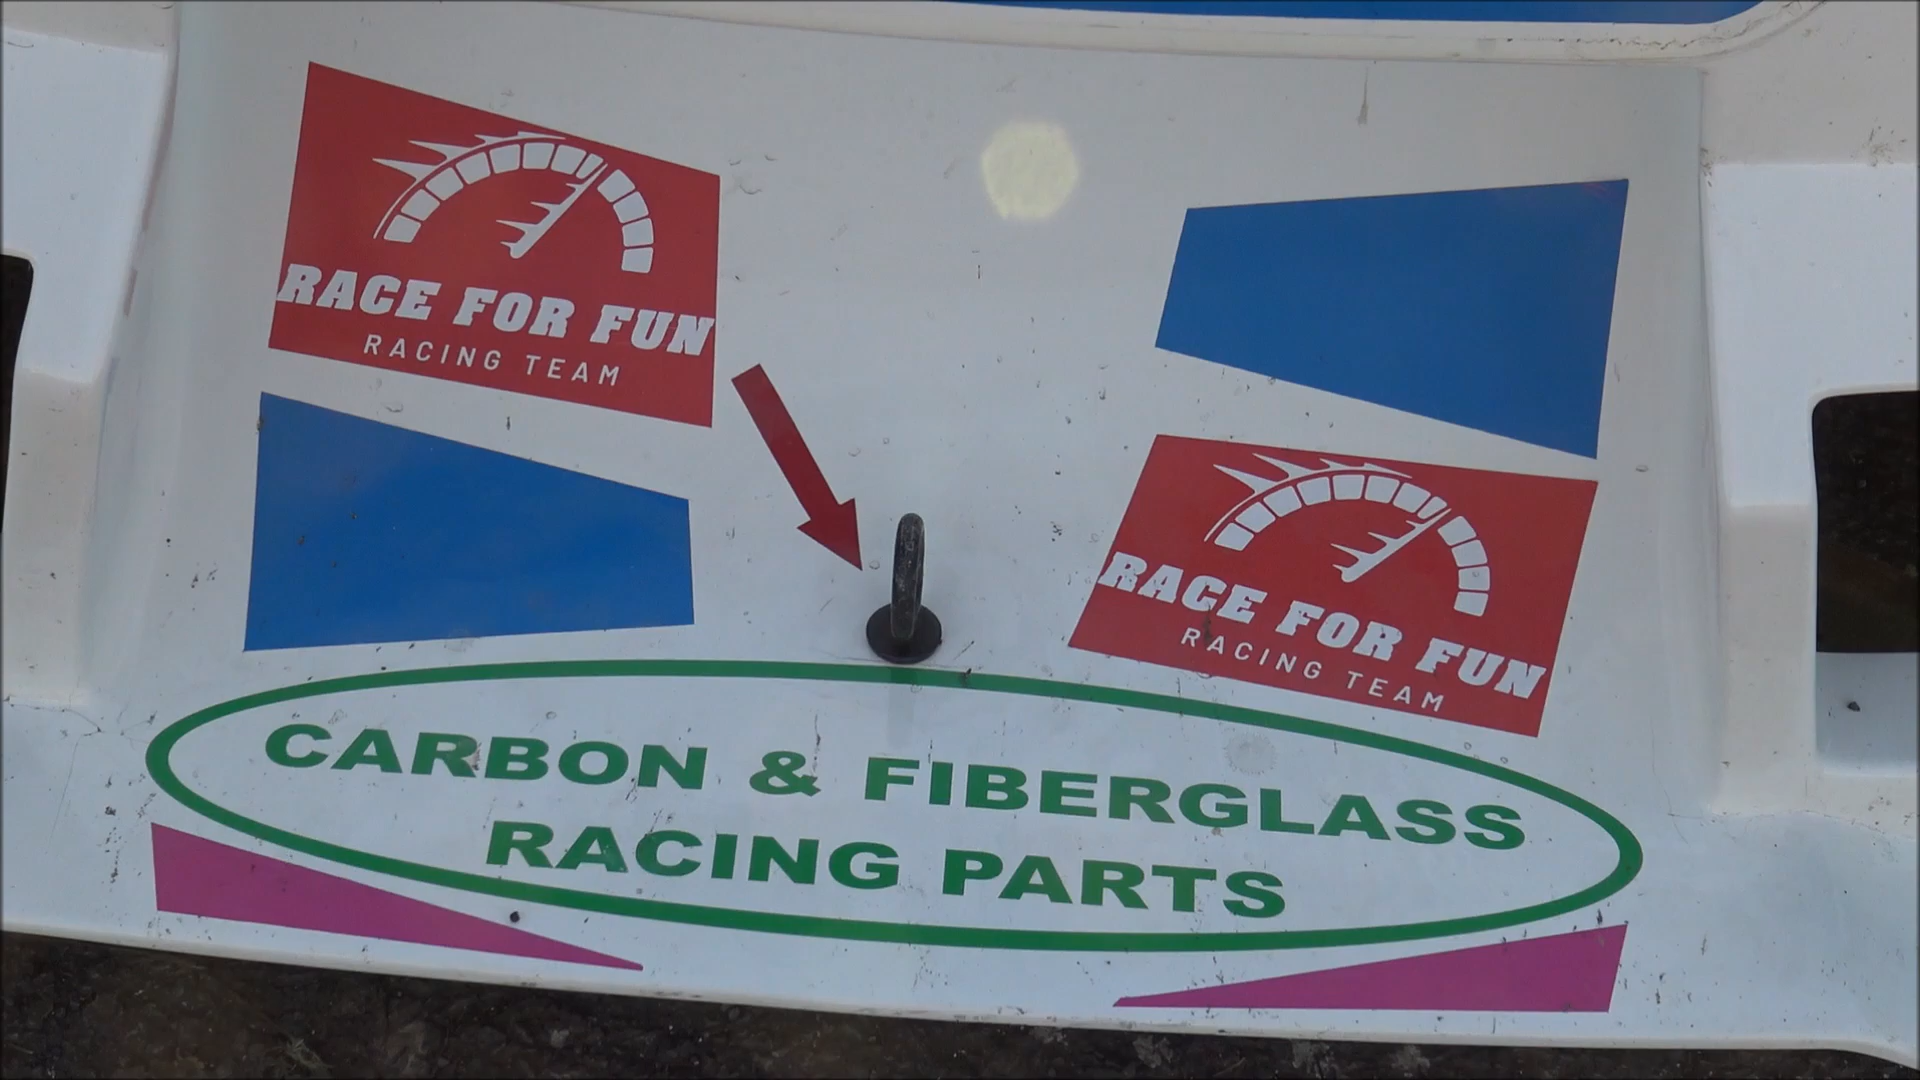 RACE FOR FUN
RACING TEAM
RACE FOR FUN
RACING TEAM
CARBON & FIBERGLASS
RACING PARTS